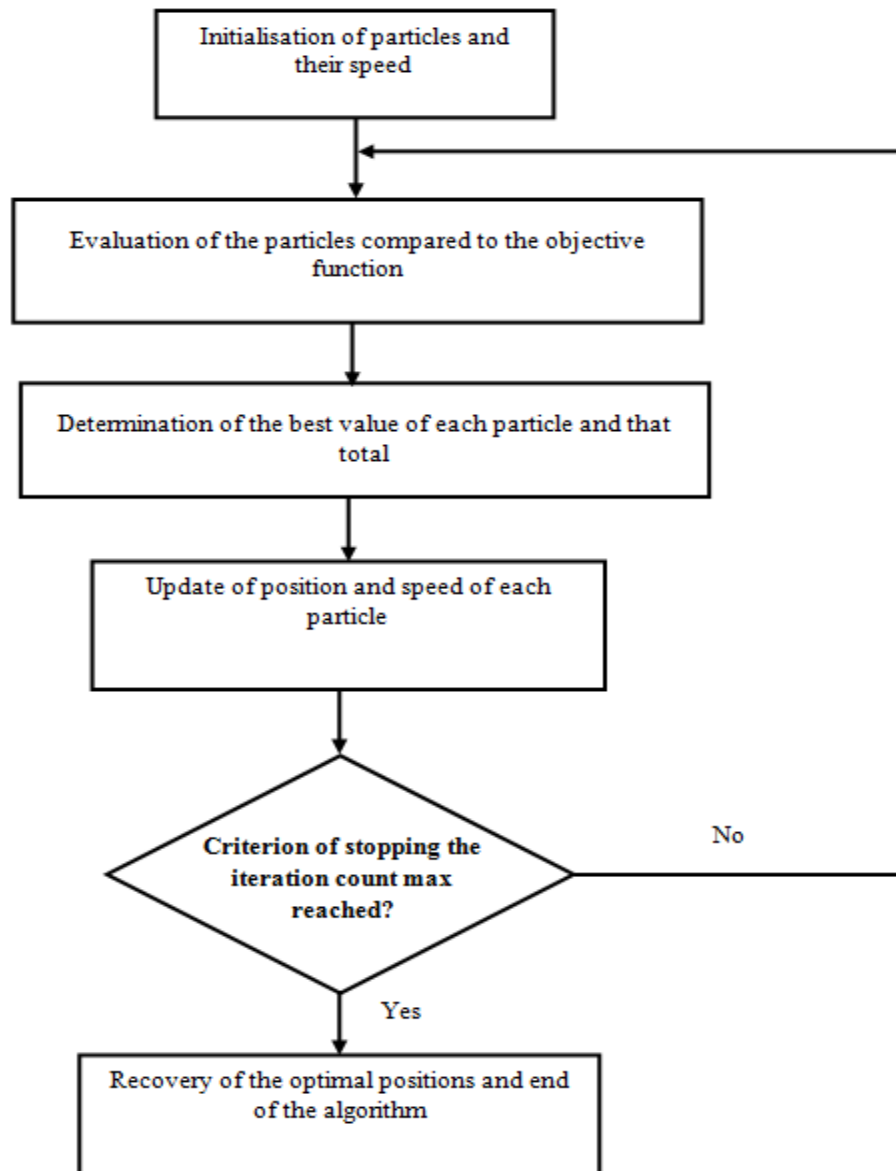 Initialisation of particles and
their speed
Evaluation of the particles compared to the objective
function
Determination of the best value of each particle and that
total
Update of position and speed of each
particle
Criterion of stopping the
iteration count max
reached?
No
Yes
Recovery of the optimal positions and end
of the algorithm